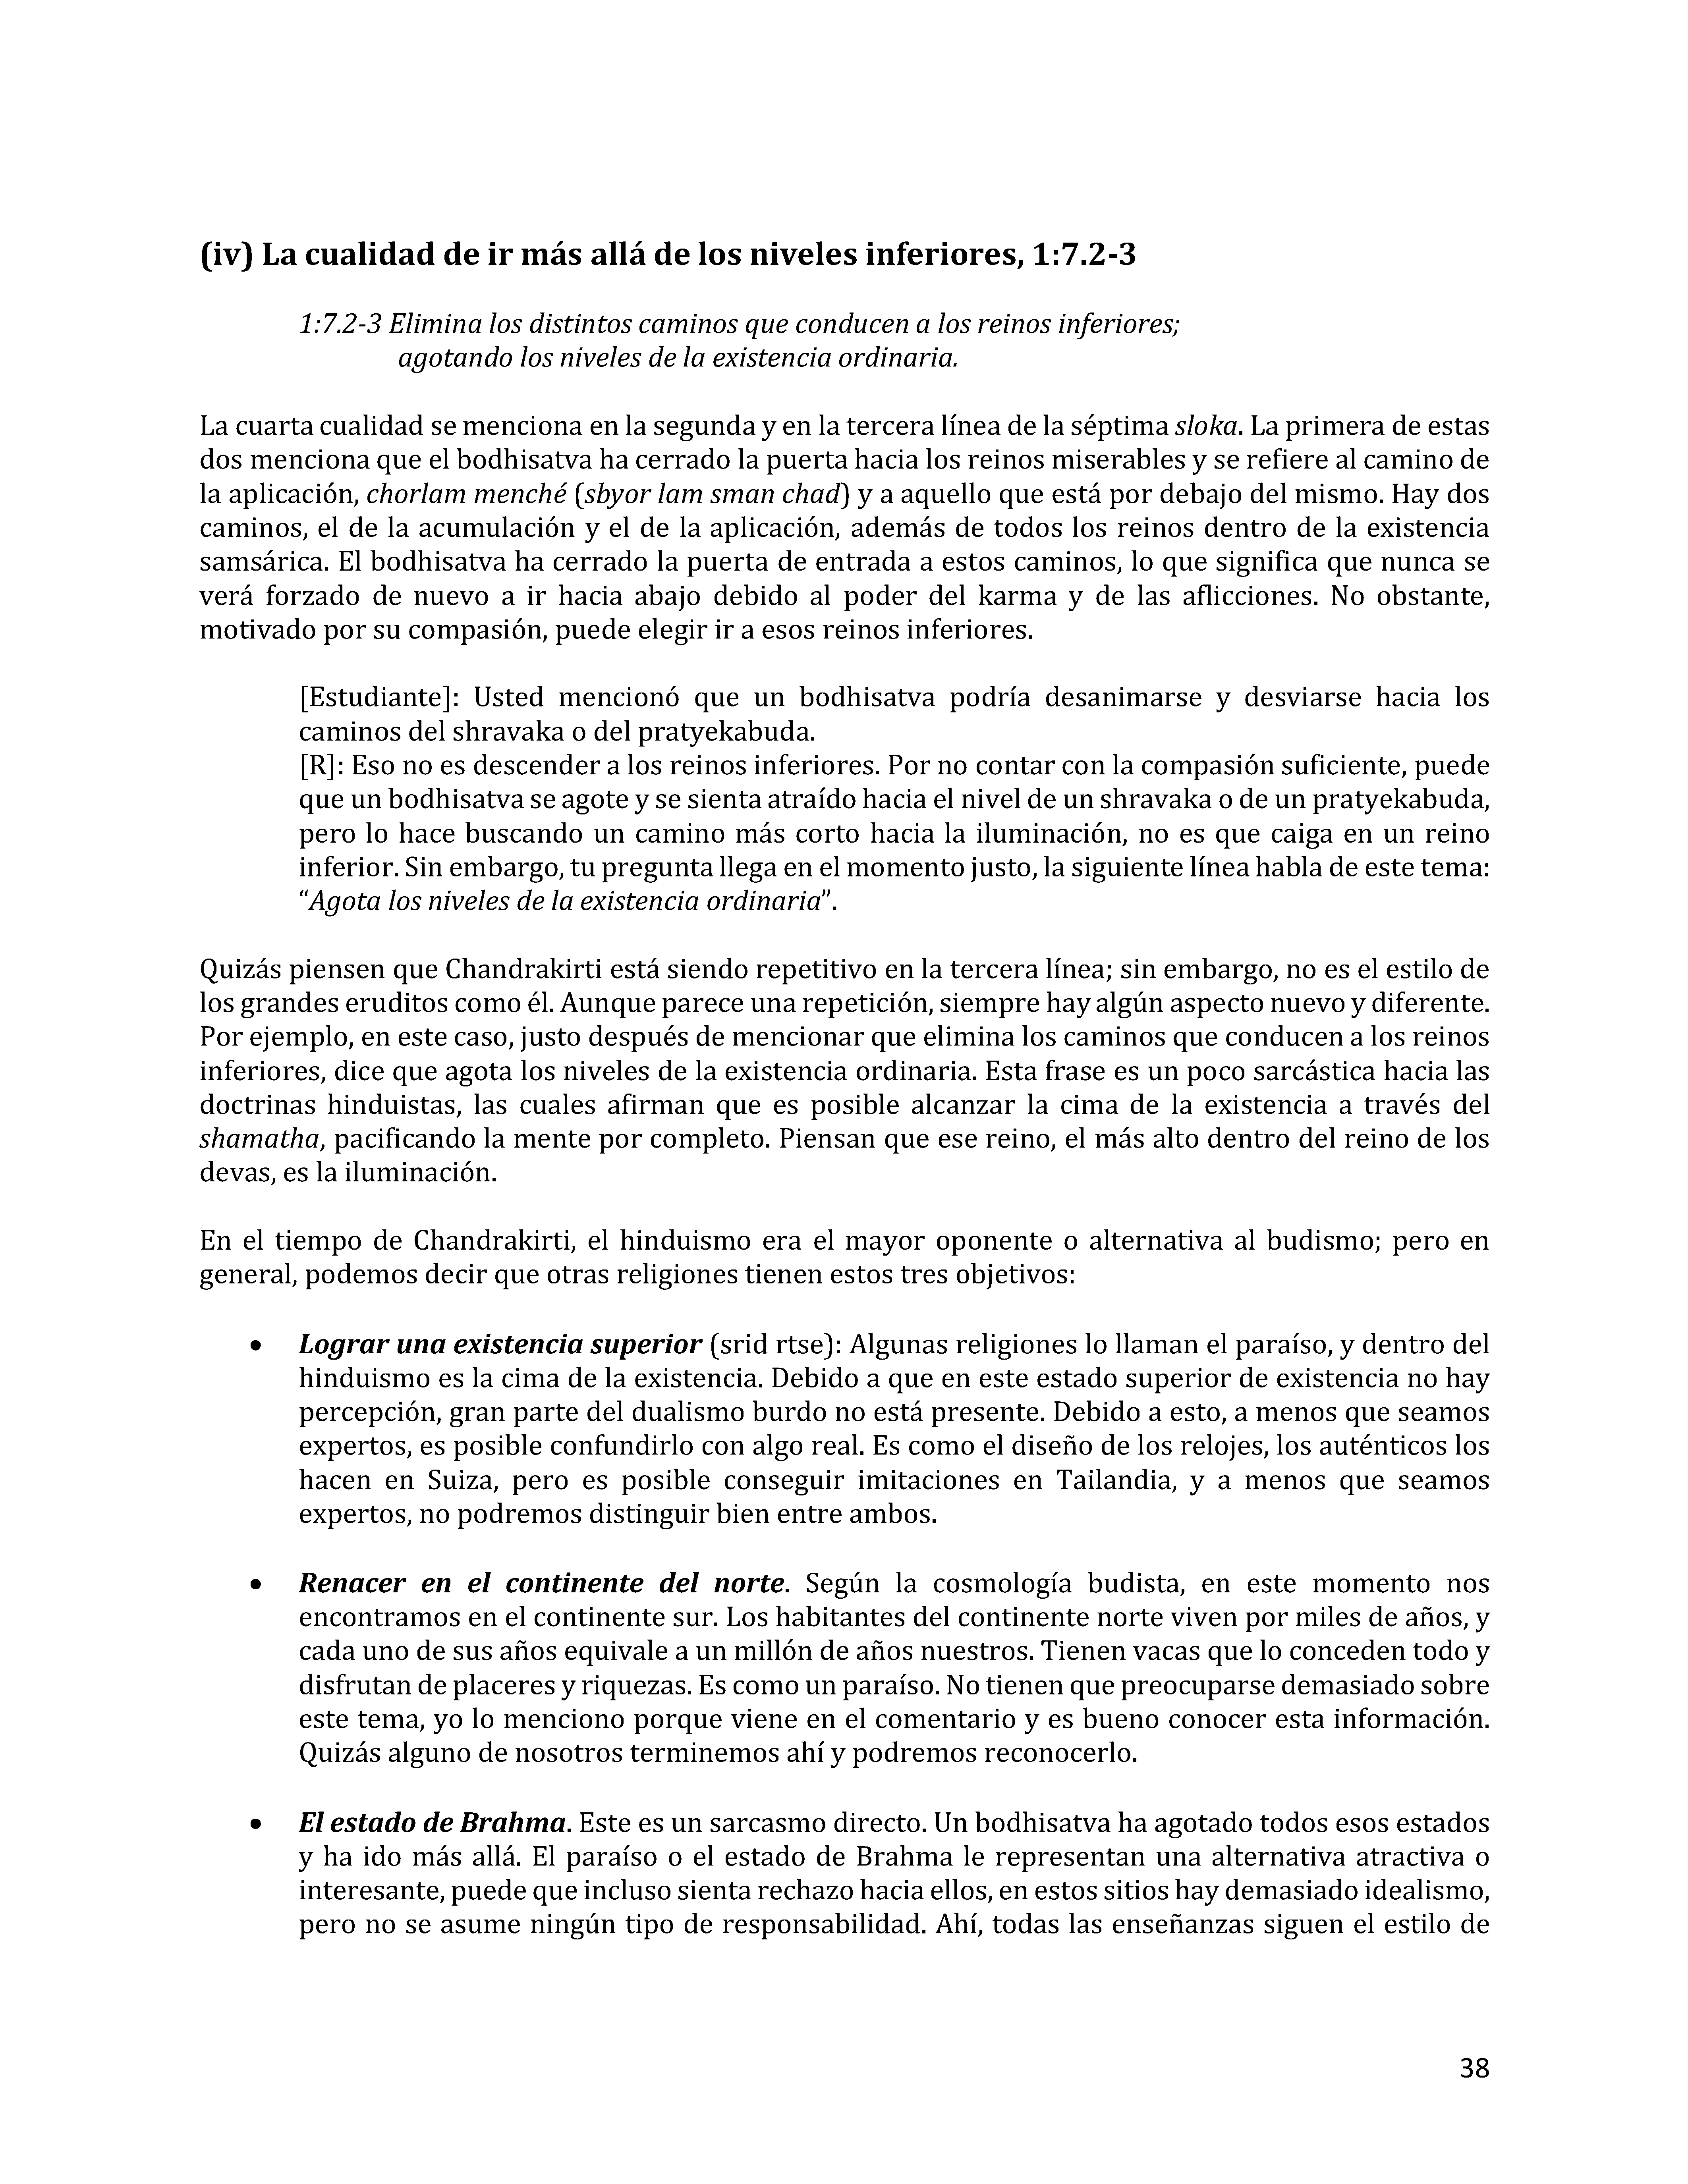 (iv) La cualidad de ir más allá de los niveles inferiores, 1:7.2-3
1:7.2-3 Elimina los distintos caminos que conducen a los reinos inferiores;
agotando los niveles de la existencia ordinaria.
La cuarta cualidad se menciona en la segunda y en la tercera línea de la séptima sloka. La primera de estas
dos menciona que el bodhisatva ha cerrado la puerta hacia los reinos miserables y se refiere al camino de
la aplicación, chorlam menché (sbyor lam sman chad) y a aquello que está por debajo del mismo. Hay dos
caminos, el de la acumulación y el de la aplicación, además de todos los reinos dentro de la existencia
samsárica. El bodhisatva ha cerrado la puerta de entrada a estos caminos, lo que significa que nunca se
verá forzado de nuevo a ir hacia abajo debido al poder del karma y de las aflicciones. No obstante,
motivado por su compasión, puede elegir ir a esos reinos inferiores.
[Estudiante]: Usted mencionó que un bodhisatva podría desanimarse y desviarse hacia los
caminos del shravaka o del pratyekabuda.
[R]: Eso no es descender a los reinos inferiores. Por no contar con la compasión suficiente, puede
que un bodhisatva se agote y se sienta atraído hacia el nivel de un shravaka o de un pratyekabuda,
pero lo hace buscando un camino más corto hacia la iluminación, no es que caiga en un reino
inferior. Sin embargo, tu pregunta llega en el momento justo, la siguiente línea habla de este tema:
“Agota los niveles de la existencia ordinaria”.
Quizás piensen que Chandrakirti está siendo repetitivo en la tercera línea; sin embargo, no es el estilo de
los grandes eruditos como él. Aunque parece una repetición, siempre hay algún aspecto nuevo y diferente.
Por ejemplo, en este caso, justo después de mencionar que elimina los caminos que conducen a los reinos
inferiores, dice que agota los niveles de la existencia ordinaria. Esta frase es un poco sarcástica hacia las
doctrinas hinduistas, las cuales afirman que es posible alcanzar la cima de la existencia a través del
shamatha, pacificando la mente por completo. Piensan que ese reino, el más alto dentro del reino de los
devas, es la iluminación.
En el tiempo de Chandrakirti, el hinduismo era el mayor oponente o alternativa al budismo; pero en
general, podemos decir que otras religiones tienen estos tres objetivos:
• Lograr una existencia superior (srid rtse): Algunas religiones lo llaman el paraíso, y dentro del
hinduismo es la cima de la existencia. Debido a que en este estado superior de existencia no hay
percepción, gran parte del dualismo burdo no está presente. Debido a esto, a menos que seamos
expertos, es posible confundirlo con algo real. Es como el diseño de los relojes, los auténticos los
hacen en Suiza, pero es posible conseguir imitaciones en Tailandia, y a menos que seamos
expertos, no podremos distinguir bien entre ambos.
• Renacer en el continente del norte. Según la cosmología budista, en este momento nos
encontramos en el continente sur. Los habitantes del continente norte viven por miles de años, y
cada uno de sus años equivale a un millón de años nuestros. Tienen vacas que lo conceden todo y
disfrutan de placeres y riquezas. Es como un paraíso. No tienen que preocuparse demasiado sobre
este tema, yo lo menciono porque viene en el comentario y es bueno conocer esta información.
Quizás alguno de nosotros terminemos ahí y podremos reconocerlo.
• El estado de Brahma. Este es un sarcasmo directo. Un bodhisatva ha agotado todos esos estados
y ha ido más allá. El paraíso o el estado de Brahma le representan una alternativa atractiva o
interesante, puede que incluso sienta rechazo hacia ellos, en estos sitios hay demasiado idealismo,
pero no se asume ningún tipo de responsabilidad. Ahí, todas las enseñanzas siguen el estilo de
38